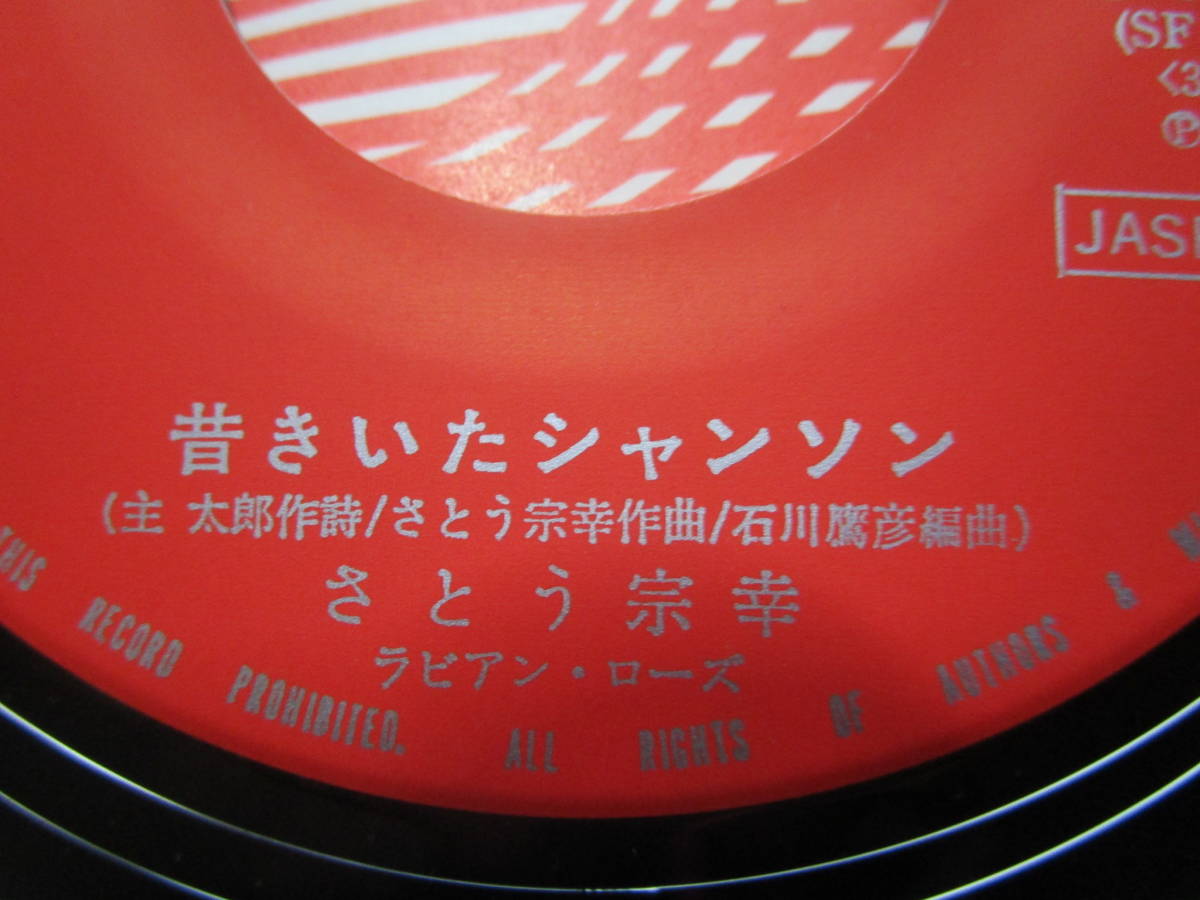 (SF
<3
Ⓟ
JAS
昔きいたシャンソン
(主 太郎作詩/さとう宗幸作曲/石川鷹彦編曲)
さとう宗幸
ラビアン・ローズ
THIS RECORD PROHIBITED. ALL RIGHTS OF AUTHORS &